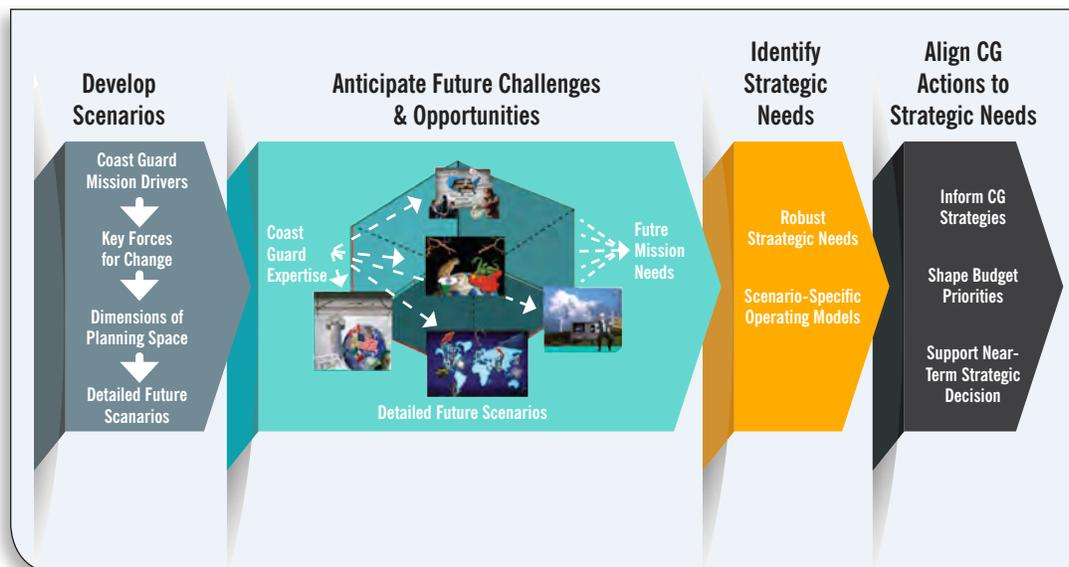 Develop
Scenarios
Coast Guard
Mission Drivers
Key Forces
for Change
Dimensions of
Planning Space
Detailed Future
Scanarios
Anticipate Future Challenges
& Opportunities
Coast
Guard
Expertise
Futre
Mission
Needs
Detailed Future Scenarios
Identify
Strategic
Needs
Robust
Straategic Needs
Scenario-Specific
Operating Models
Align CG
Actions to
Strategic Needs
Inform CG
Strategies
Shape Budget
Priorities
Support Near-
Term Strategic
Decision